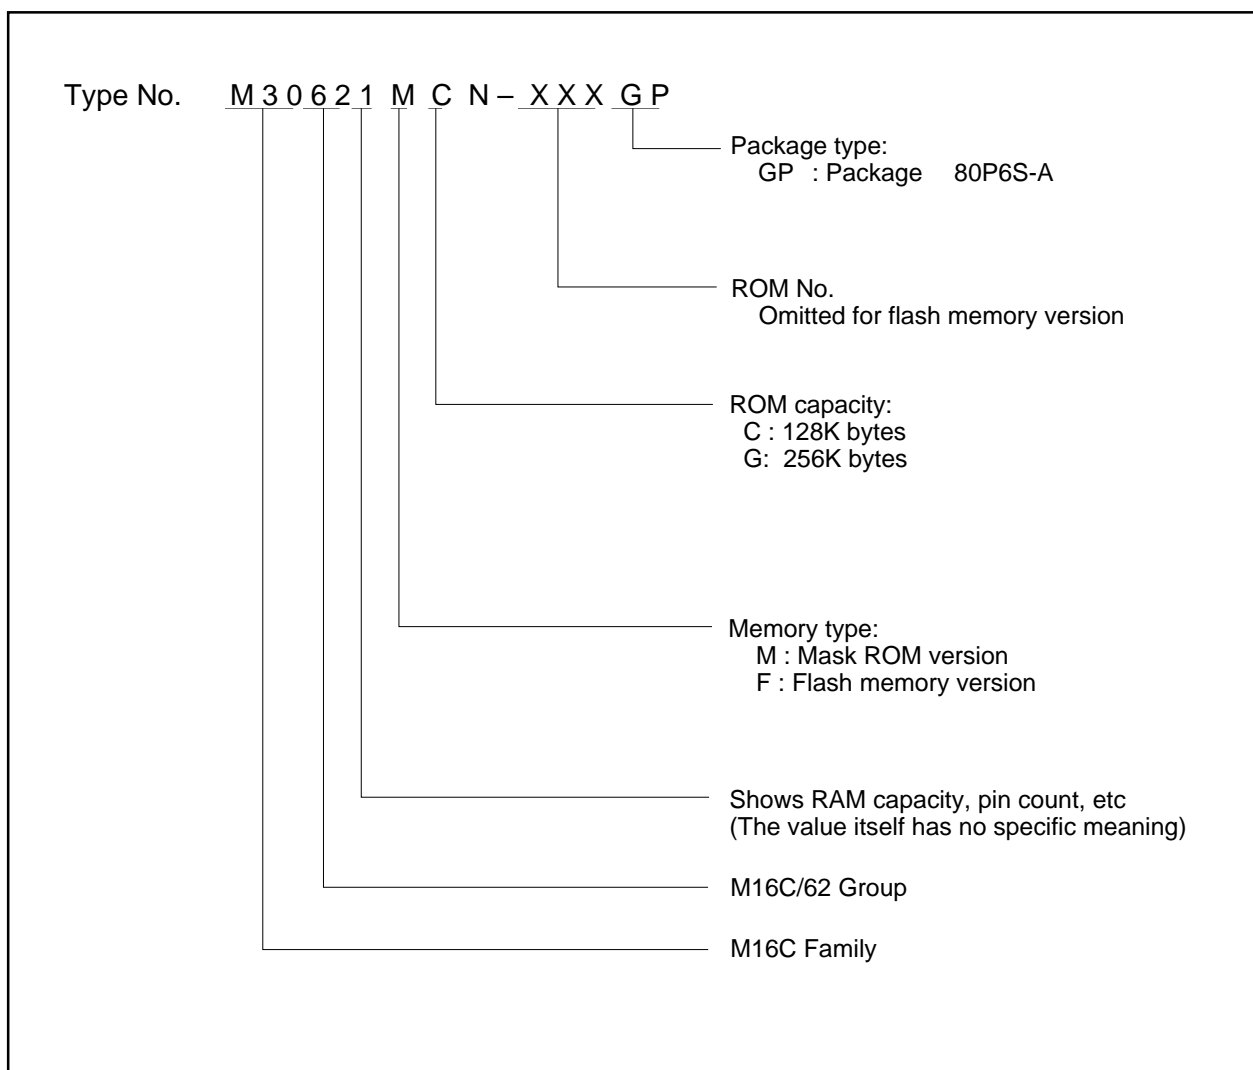 Type No. M 3 0 6 2 1 M C N – X X X G P
Package type:
GP : Package 80P6S-A
ROM No.
Omitted for flash memory version
ROM capacity:
C : 128K bytes
G: 256K bytes
Memory type:
M : Mask ROM version
F : Flash memory version
Shows RAM capacity, pin count, etc
(The value itself has no specific meaning)
M16C/62 Group
M16C Family